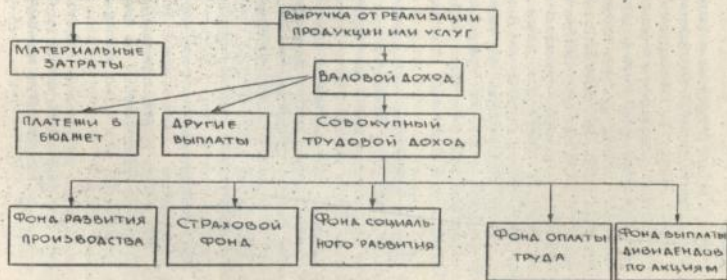 ВЫРУЧКА ОТ РЕАЛИЗАЦИИ
ПРОДУКЦИИ ИЛИ УСЛУГ
МАТЕРИАЛЬНЫЕ
ЗАТРАТЫ
ВАЛОВОЙ ДОХОД
ПЛАТЕЖИ В
БЮДЖЕТ
ДРУГИЕ
ВЫПЛАТЫ
СОВОКУПНЫЙ
ТРУДОВОЙ ДОХОД
ФОНД РАЗВИТИЯ
ПРОИЗВОДСТВА
СТРАХОВОЙ
ФОНД
ФОНД СОЦИАЛЬ-
НОГО РАЗВИТИЯ
ФОНД ОПЛАТЫ
ТРУДА
ФОНД ВЫПЛАТЫ
ДИВИДЕНДОВ
ПО АКЦИЯМ